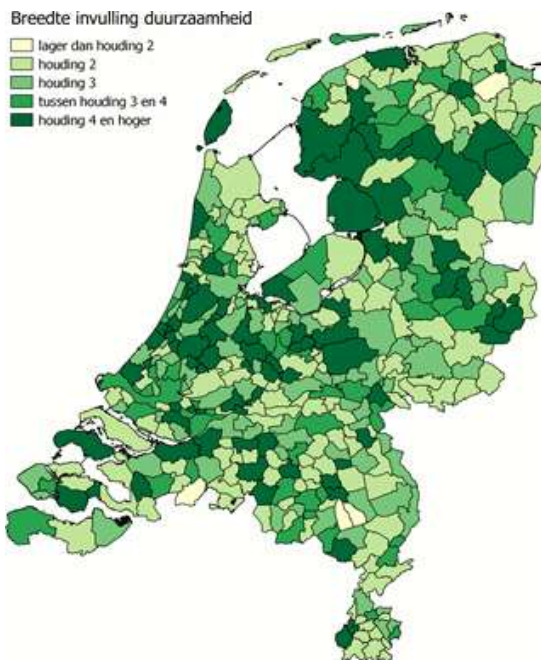 Breedte invulling duurzaamheid
lager dan houding 2
houding 2
houding 3
tussen houding 3 en 4
houding 4 en hoger